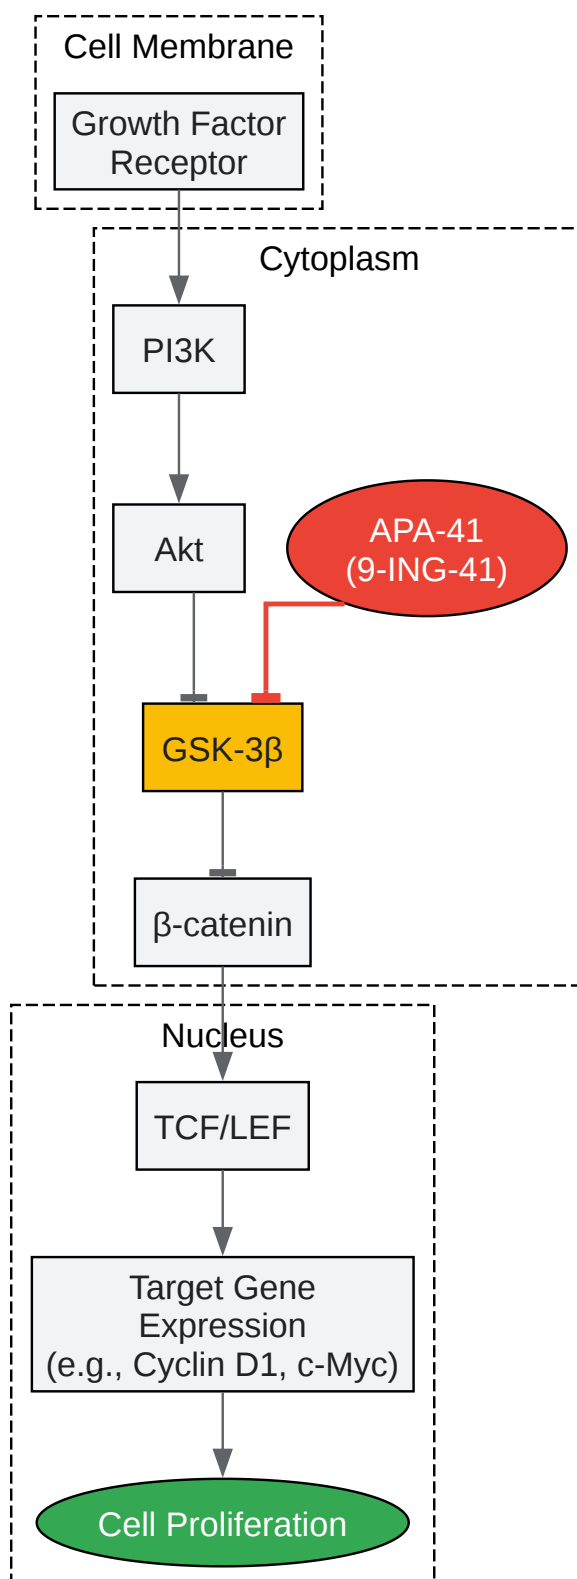 Cell Membrane
Growth Factor
Receptor
Cytoplasm
PI3K
Akt
APA-41
(9-ING-41)
GSK-3β
β-catenin
Nucleus
TCF/LEF
Target Gene
Expression
(e.g., Cyclin D1, c-Myc)
Cell Proliferation